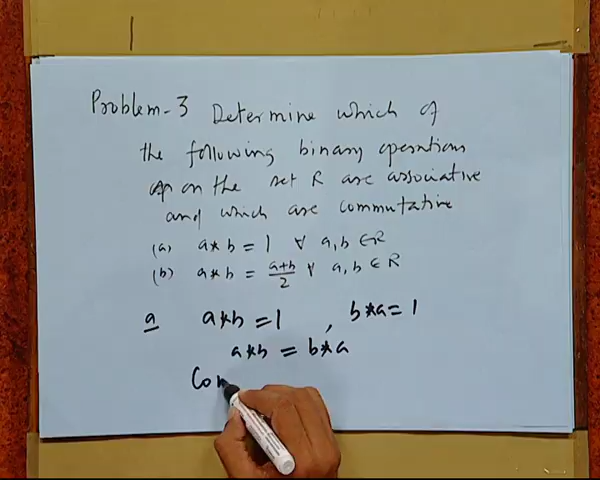 Problem-3 Determine which of
the following binary operations
on the set R are associative
and which are commutative
(a) a * b = 1 ∀ a, b ∈ R
(b) a * b = a+b/2 ∀ a, b ∈ R
a a*b = 1 , b*a = 1
a*b = b*a
Com